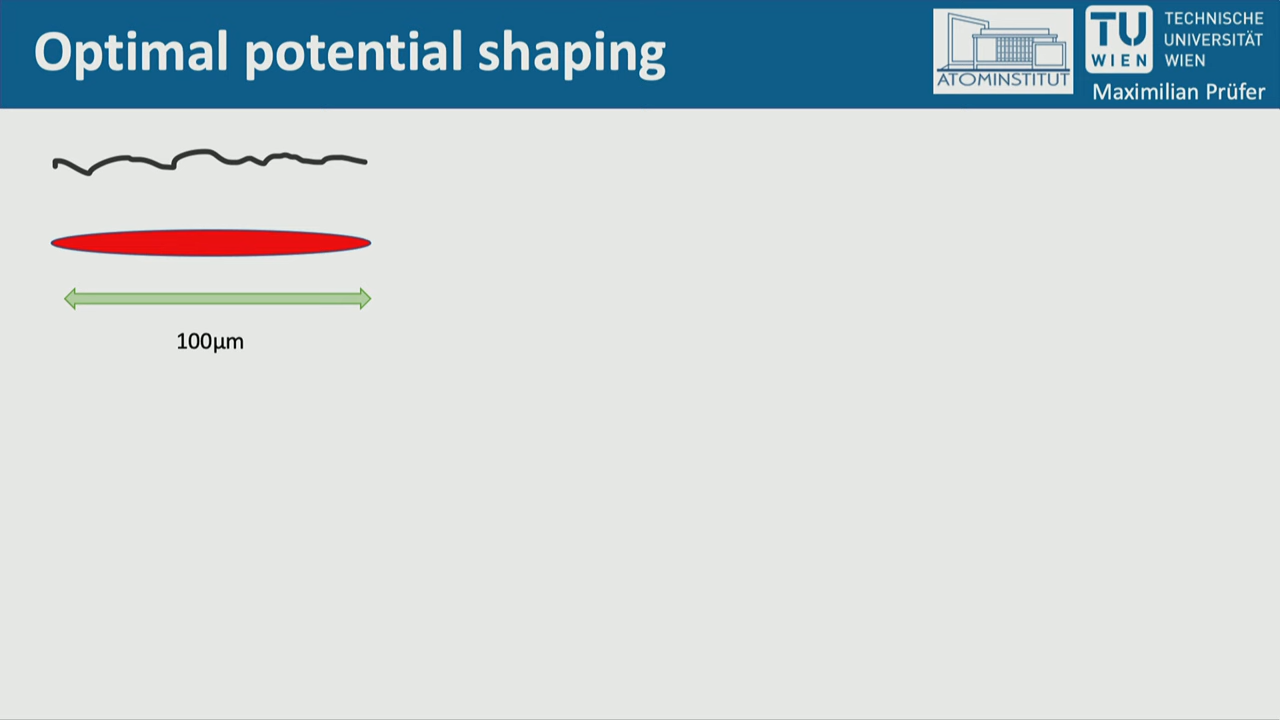 Optimal potential shaping
ATOMINSTITUT
TU
WIEN
TECHNISCHE
UNIVERSITÄT
WIEN
Maximilian Prüfer
100µm